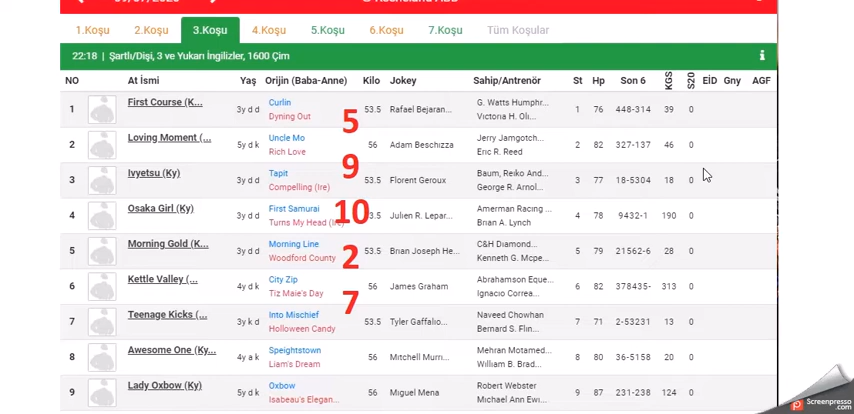 1.Koşu 2.Koşu 3.Koşu 4.Koşu 5.Koşu 6.Koşu 7.Koşu Tüm Koşular
22:18 | Şartlı/Dişi, 3 ve Yukarı İngilizler, 1600 Çim
NO At İsmi Yaş Orijin (Baba-Anne) Kilo Jokey Sahip/Antrenör St Hp Son 6 KGS S20 EİD Gny AGF
1 First Course (K... 3y d d Curlin 53.5 Rafael Bejaran... G. Watts Humphr... 1 76 448-314 39 0
Dyning Out Victoria H. Oli...
5
2 Loving Moment (... 5y d k Uncle Mo 56 Adam Beschizza Jerry Jamgotch... 2 82 327-137 46 0
Rich Love Eric R. Reed
9
3 Ivyetsu (Ky) 3y d d Tapit 53.5 Florent Geroux Baum, Reiko And... 3 77 18-5304 18 0
Compelling (Ire) George R. Arnol...
10
4 Osaka Girl (Ky) 3y d d First Samurai 3.5 Julien R. Lepar... Amerman Racing ... 4 78 9432-1 190 0
Turns My Head (Ire) Brian A. Lynch
5 Morning Gold (K... 3y d d Morning Line 53.5 Brian Joseph He... C&H Diamond... 5 79 21562-6 28 0
Woodford County Kenneth G. Mcpe...
2
6 Kettle Valley (... 4y d k City Zip 56 James Graham Abrahamson Eque... 6 82 378435- 313 0
Tiz Maie's Day Ignacio Correa...
7
7 Teenage Kicks (... 3y k d Into Mischief 53.5 Tyler Gaffalio... Naveed Chowhan 7 71 2-53231 13 0
Holloween Candy Bernard S. Flin...
8 Awesome One (Ky... 4y a k Speightstown 56 Mitchell Murri... Mehran Motamed... 8 80 36-5158 20 0
Liam's Dream William B. Brad...
9 Lady Oxbow (Ky) 5y d k Oxbow 56 Miguel Mena Robert Webster 9 87 231-238 124 0
Isabeau's Elegan... Michael Ann Ewi...
Screenpresso
.com